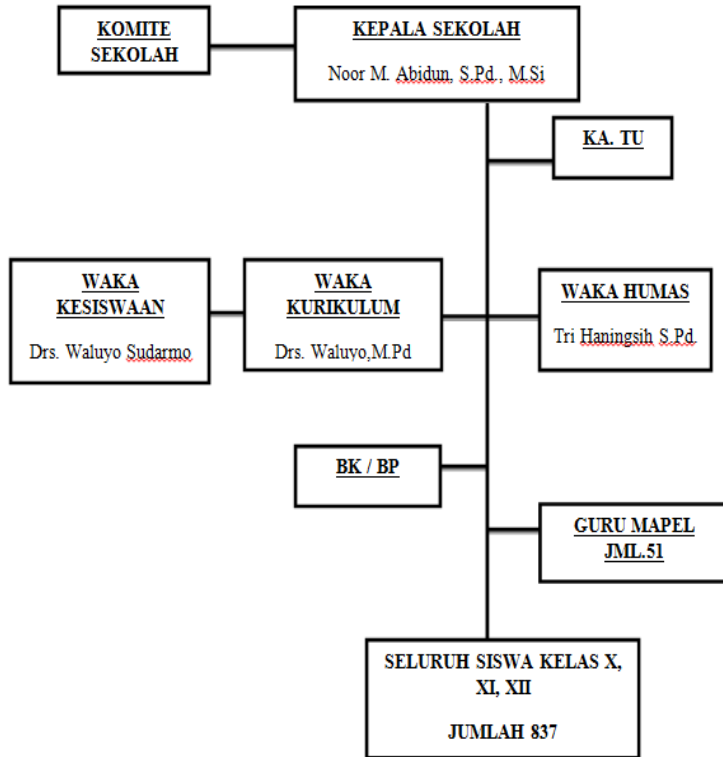 KOMITE
SEKOLAH
KEPALA SEKOLAH
Noor M. Abidun, S.Pd., M.Si
KA. TU
WAKA
KESISWAAN
Drs. Waluyo Sudarmo
WAKA
KURIKULUM
Drs. Waluyo,M.Pd
WAKA HUMAS
Tri Haningsih S.Pd.
BK / BP
GURU MAPEL
JML.51
SELURUH SISWA KELAS X,
XI, XII
JUMLAH 837